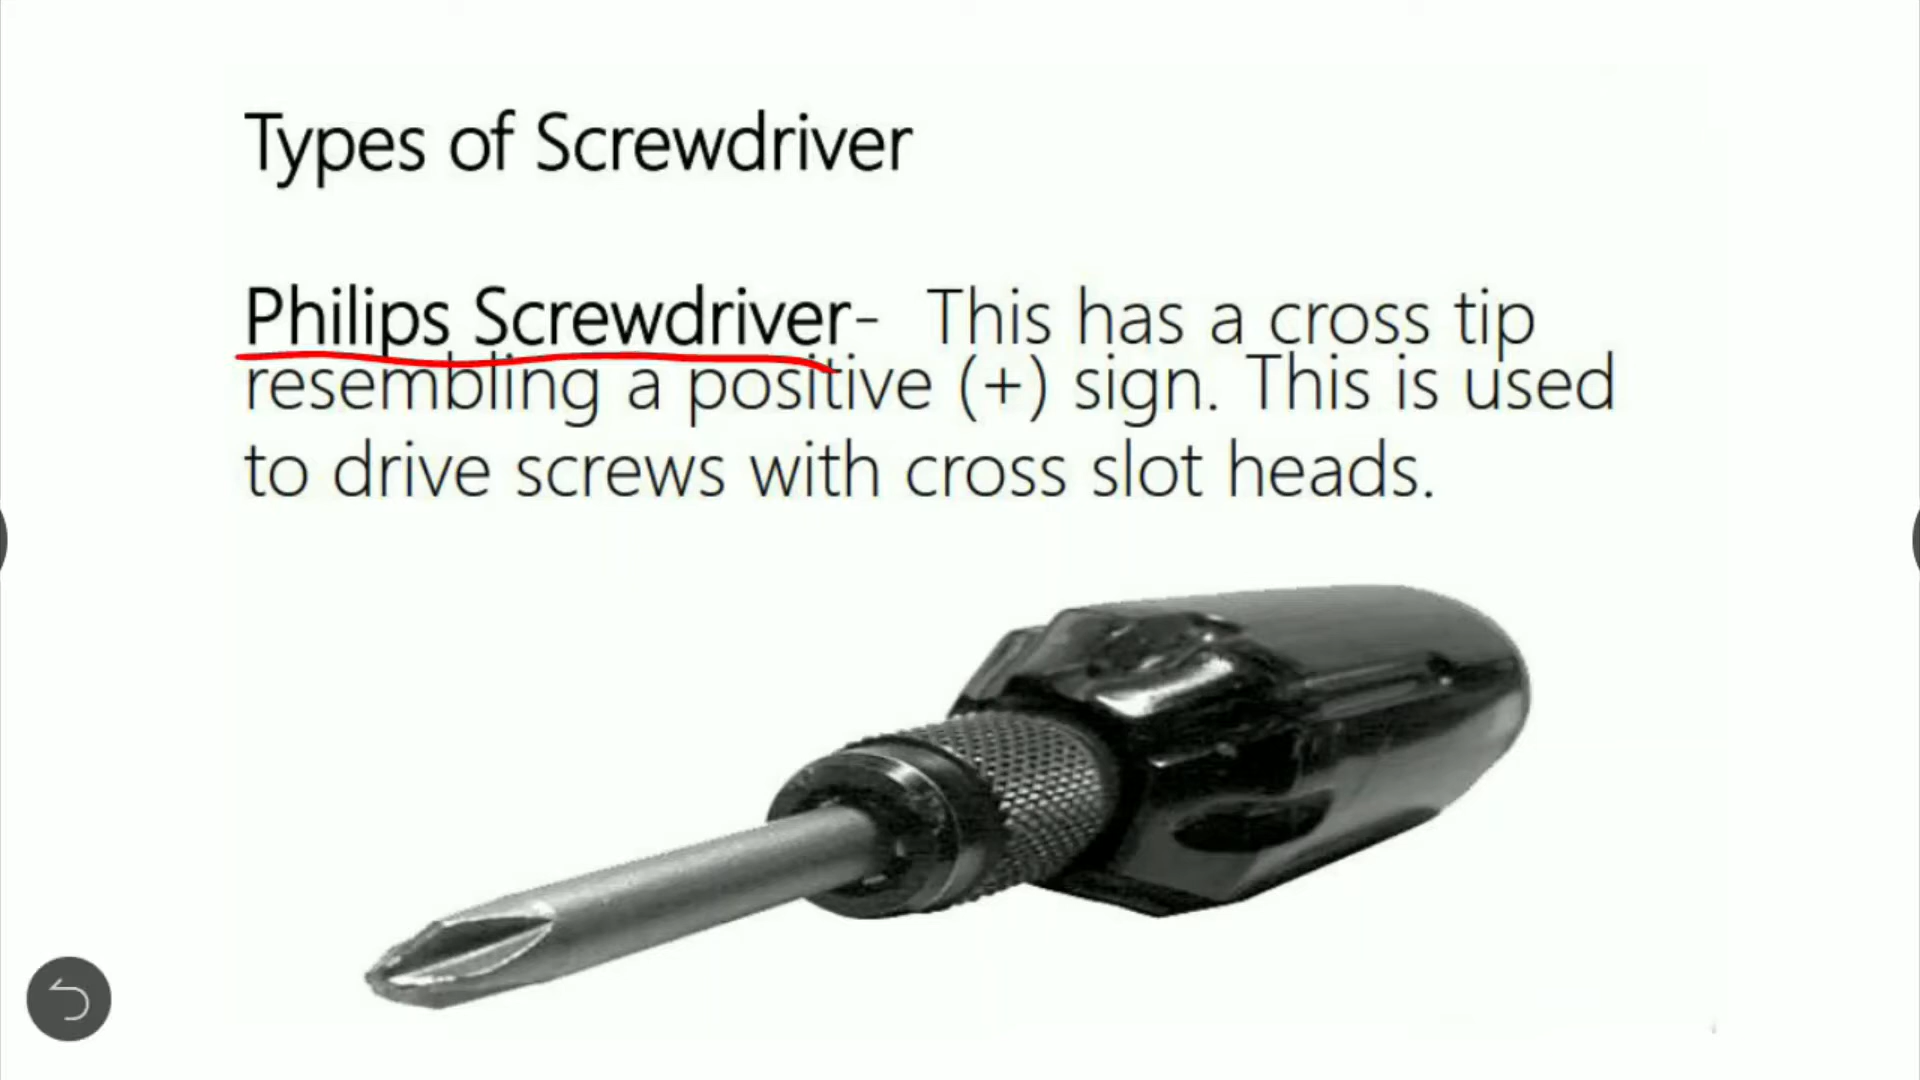 Types of Screwdriver
Philips Screwdriver- This has a cross tip
resembling a positive (+) sign. This is used
to drive screws with cross slot heads.